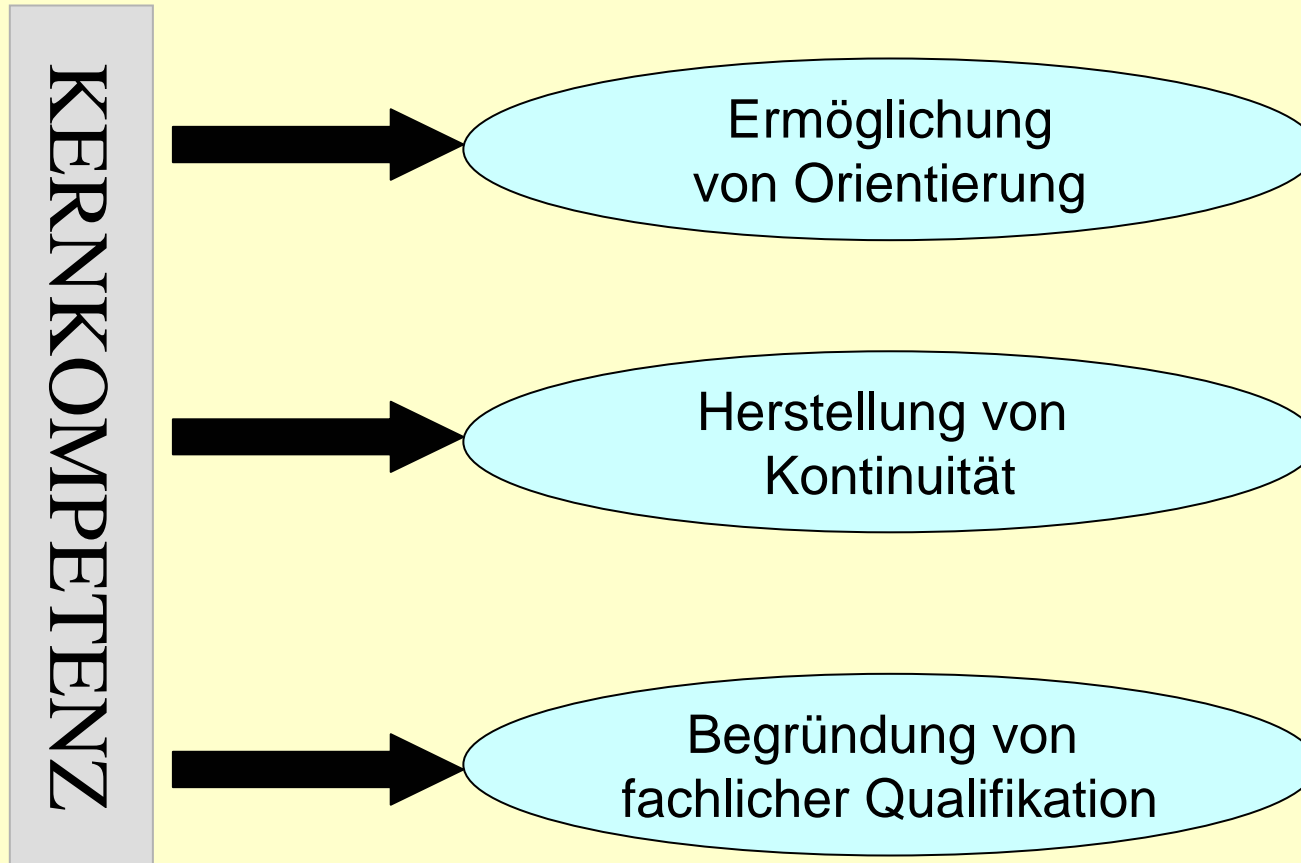 KERNKOMPETENZ
Ermöglichung
von Orientierung
Herstellung von
Kontinuität
Begründung von
fachlicher Qualifikation